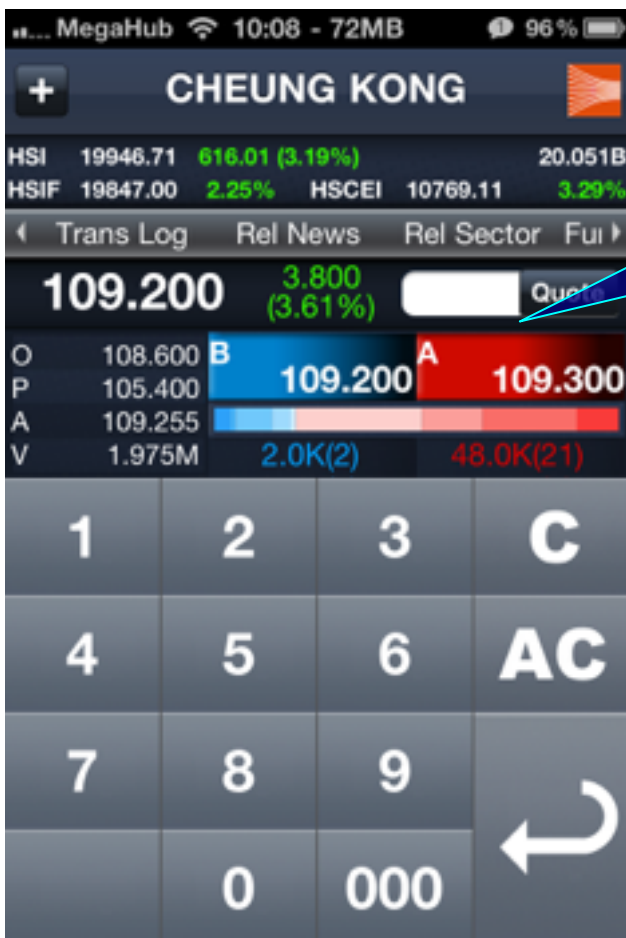 MegaHub 10:08 - 72MB 1 96%
+ CHEUNG KONG
HSI 19946.71 616.01 (3.19%) 20.051B
HSIF 19847.00 2.25% HSCEI 10769.11 3.29%
Trans Log Rel News Rel Sector
109.200 3.800 (3.61%) Quote
O 108.600 B 109.200 A 109.300
P 105.400
A 109.255
V 1.975M 2.0K(2) 48.0K(21)
1 2 3 C
4 5 6 AC
7 8 9
0 000